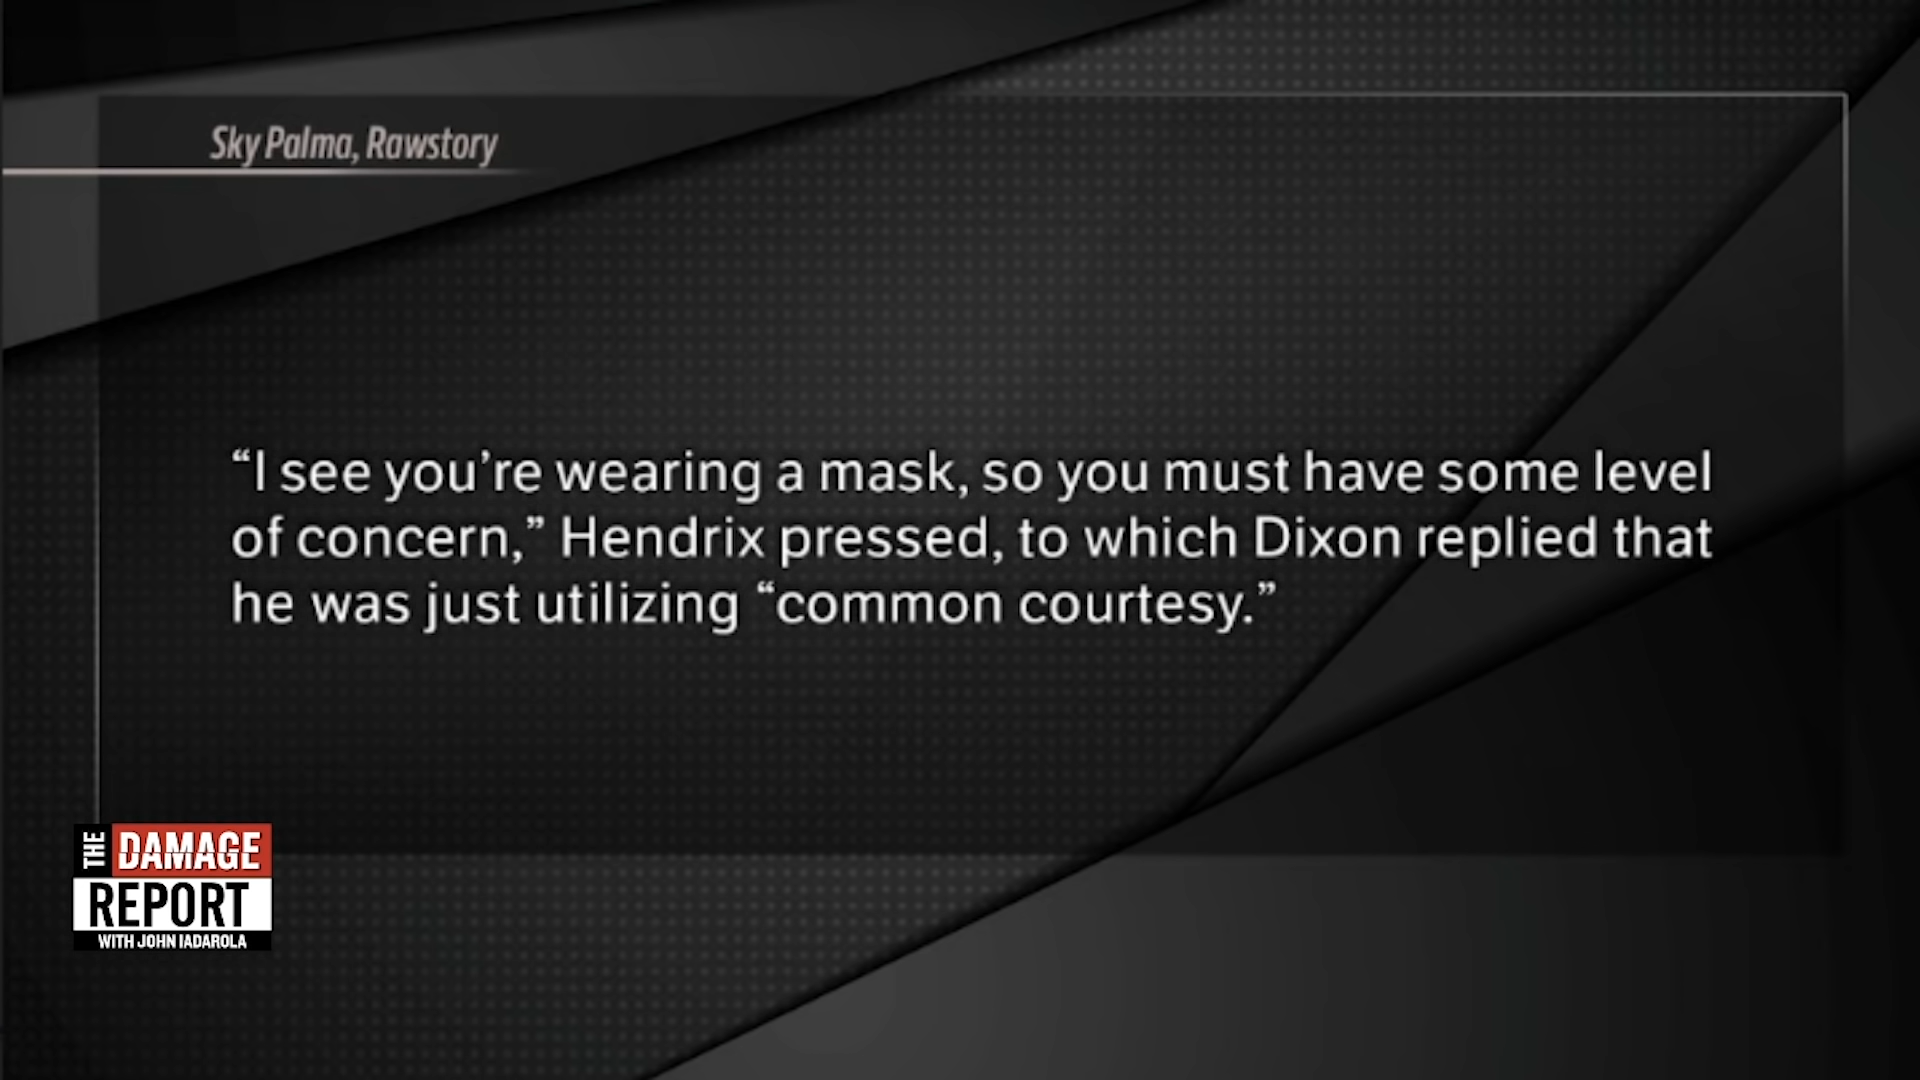 Sky Palma, Rawstory
“I see you’re wearing a mask, so you must have some level
of concern,” Hendrix pressed, to which Dixon replied that
he was just utilizing “common courtesy.”
THE DAMAGE
REPORT
WITH JOHN IADAROLA